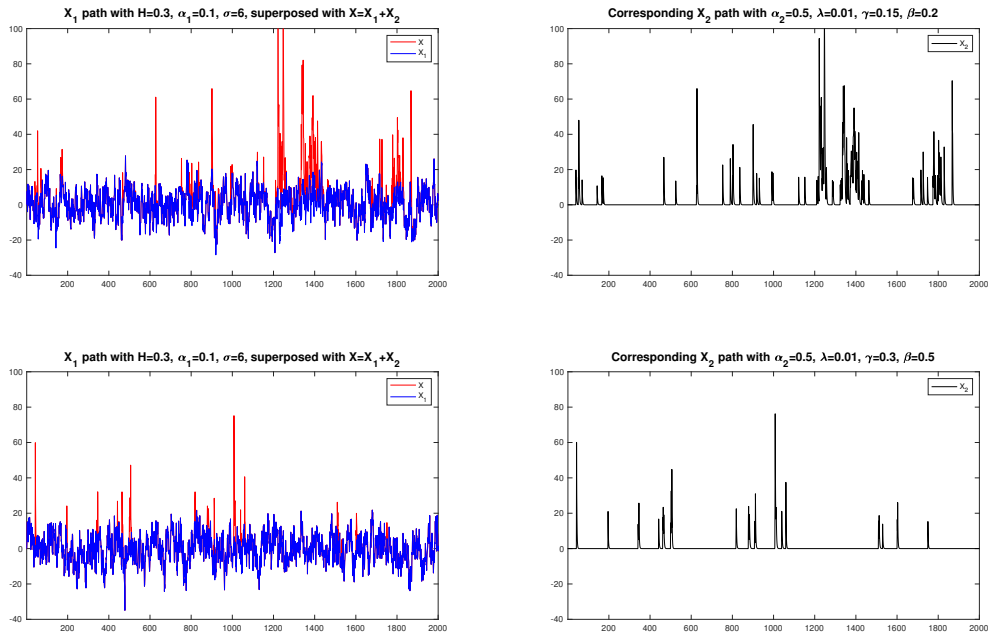 X₁ path with H=0.3, α₁=0.1, σ=6, superposed with X=X₁+X₂
100
80
60
40
20
0
-20
-40
200 400 600 800 1000 1200 1400 1600 1800 2000
X
X₁
Corresponding X₂ path with α₂=0.5, λ=0.01, γ=0.15, β=0.2
100
80
60
40
20
0
-20
-40
200 400 600 800 1000 1200 1400 1600 1800 2000
X₂
X₁ path with H=0.3, α₁=0.1, σ=6, superposed with X=X₁+X₂
100
80
60
40
20
0
-20
-40
200 400 600 800 1000 1200 1400 1600 1800 2000
X
X₁
Corresponding X₂ path with α₂=0.5, λ=0.01, γ=0.3, β=0.5
100
80
60
40
20
0
-20
-40
200 400 600 800 1000 1200 1400 1600 1800 2000
X₂